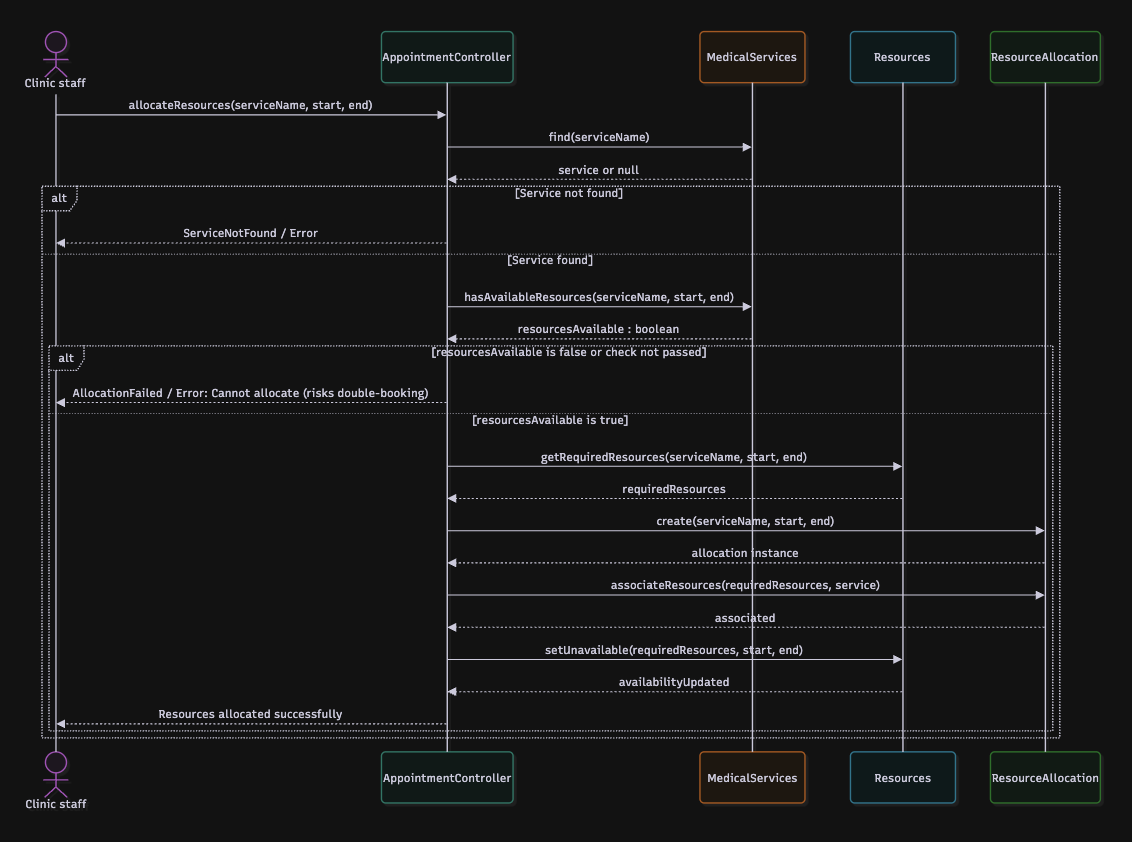 Clinic staff
AppointmentController
MedicalServices
Resources
ResourceAllocation
allocateResources(serviceName, start, end)
find(serviceName)
service or null
alt
[Service not found]
ServiceNotFound / Error
[Service found]
hasAvailableResources(serviceName, start, end)
resourcesAvailable : boolean
alt
[resourcesAvailable is false or check not passed]
AllocationFailed / Error: Cannot allocate (risks double-booking)
[resourcesAvailable is true]
getRequiredResources(serviceName, start, end)
requiredResources
create(serviceName, start, end)
allocation instance
associateResources(requiredResources, service)
associated
setUnavailable(requiredResources, start, end)
availabilityUpdated
Resources allocated successfully
Clinic staff
AppointmentController
MedicalServices
Resources
ResourceAllocation